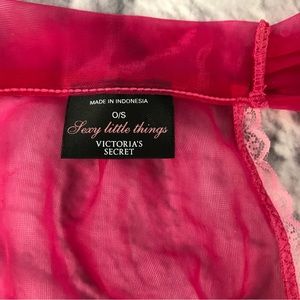 MADE IN INDONESIA
O/S
Sexy little things
VICTORIA'S
SECRET